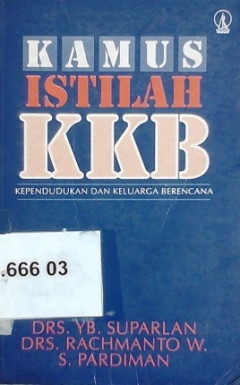 KAMUS
ISTILAH
KKB
KEPENDUDUKAN DAN KELUARGA BERENCANA
.666 03
DRS. YB. SUPARLAN
DRS. RACHMANTO W.
S. PARDIMAN